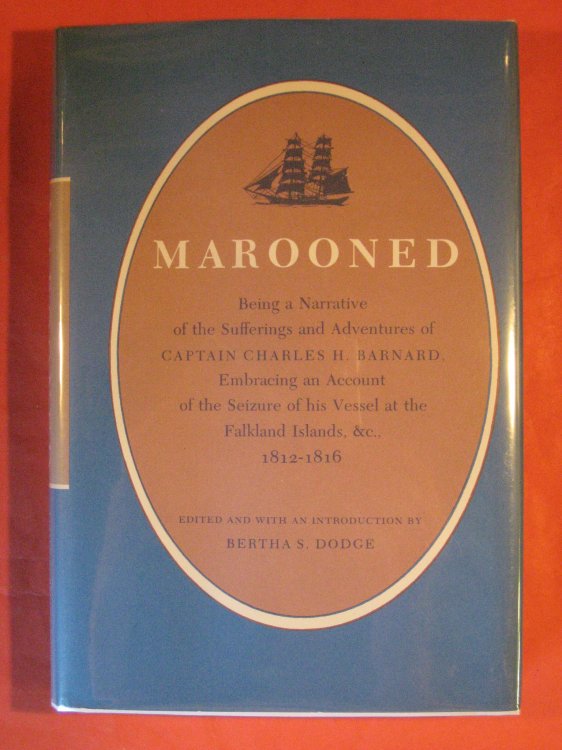 MAROONED
Being a Narrative
of the Sufferings and Adventures of
CAPTAIN CHARLES H. BARNARD,
Embracing an Account
of the Seizure of his Vessel at the
Falkland Islands, &c.,
1812-1816
EDITED AND WITH AN INTRODUCTION BY
BERTHA S. DODGE